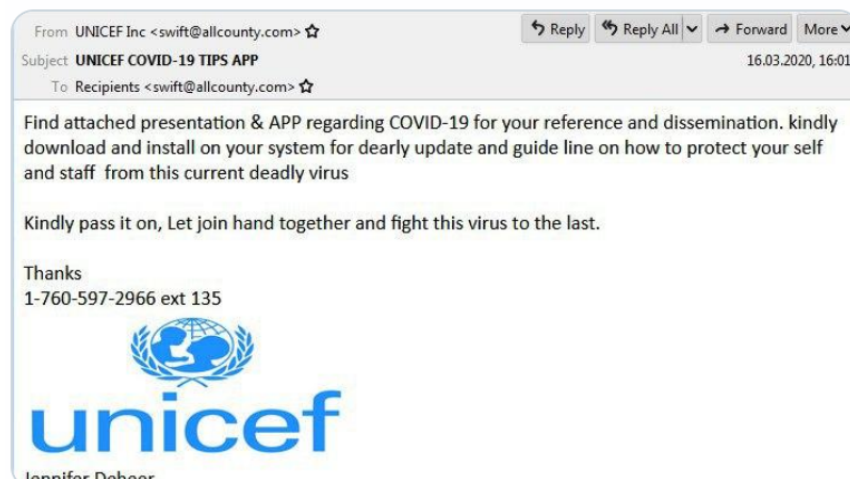 From UNICEF Inc <swift@allcounty.com>
Reply Reply All Forward More
Subject UNICEF COVID-19 TIPS APP
16.03.2020, 16:01
To Recipients <swift@allcounty.com>
Find attached presentation & APP regarding COVID-19 for your reference and dissemination. kindly
download and install on your system for dearly update and guide line on how to protect your self
and staff from this current deadly virus
Kindly pass it on, Let join hand together and fight this virus to the last.
Thanks
1-760-597-2966 ext 135
unicef
Jennifer